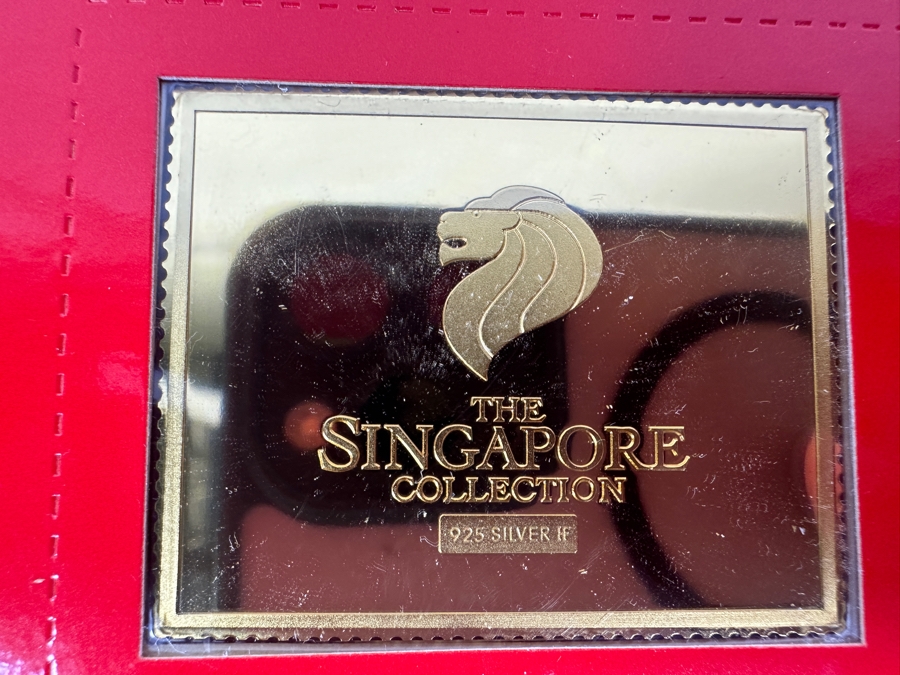 THE
SINGAPORE
COLLECTION
925 SILVER IF